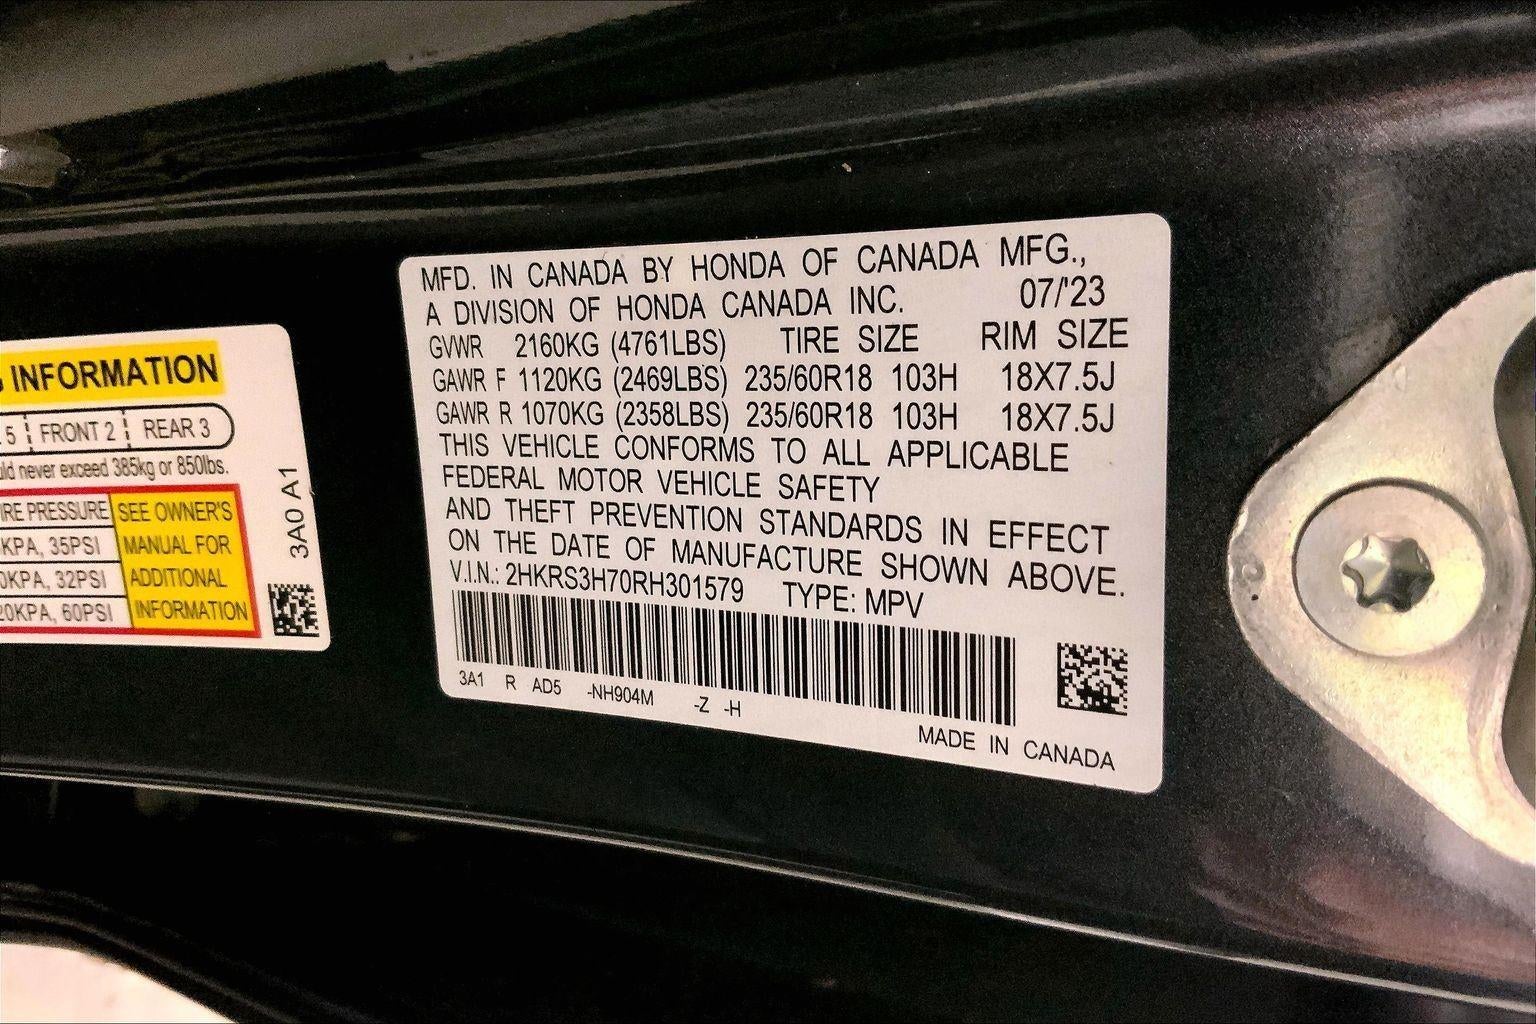 INFORMATION
5 FRONT 2 REAR 3
never exceed 385kg or 850lbs.
PRESSURE SEE OWNER'S
KPA, 35PSI MANUAL FOR
KPA, 32PSI ADDITIONAL
KPA, 60PSI INFORMATION
3A0 A1
MFD. IN CANADA BY HONDA OF CANADA MFG.,
A DIVISION OF HONDA CANADA INC. 07/'23
GVWR 2160KG (4761LBS) TIRE SIZE RIM SIZE
GAWR F 1120KG (2469LBS) 235/60R18 103H 18X7.5J
GAWR R 1070KG (2358LBS) 235/60R18 103H 18X7.5J
THIS VEHICLE CONFORMS TO ALL APPLICABLE
FEDERAL MOTOR VEHICLE SAFETY
AND THEFT PREVENTION STANDARDS IN EFFECT
ON THE DATE OF MANUFACTURE SHOWN ABOVE.
V.I.N.: 2HKRS3H70RH301579 TYPE: MPV
3A1 R AD5 -NH904M -Z -H
MADE IN CANADA